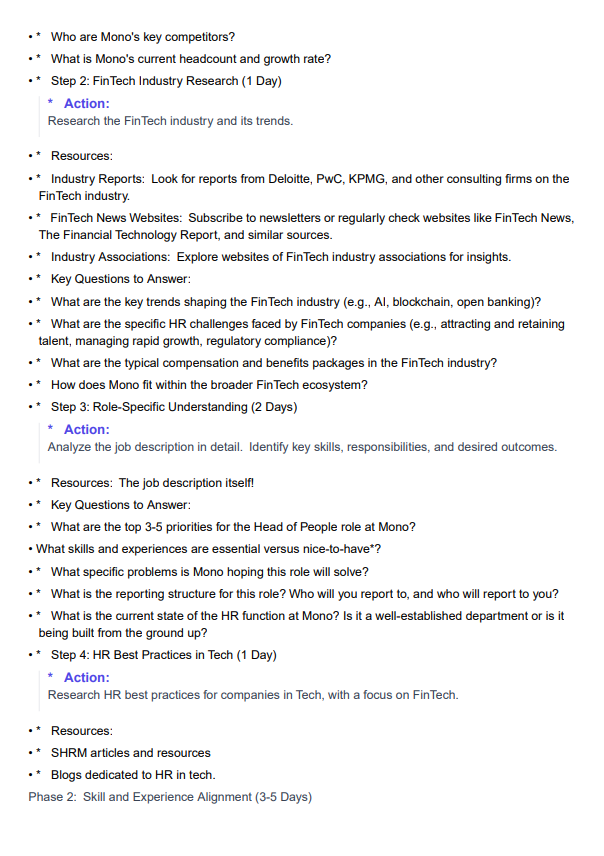 • * Who are Mono's key competitors?
• * What is Mono's current headcount and growth rate?
• * Step 2: FinTech Industry Research (1 Day)
* Action:
Research the FinTech industry and its trends.
• * Resources:
• * Industry Reports: Look for reports from Deloitte, PwC, KPMG, and other consulting firms on the
FinTech industry.
• * FinTech News Websites: Subscribe to newsletters or regularly check websites like FinTech News,
The Financial Technology Report, and similar sources.
• * Industry Associations: Explore websites of FinTech industry associations for insights.
• * Key Questions to Answer:
• * What are the key trends shaping the FinTech industry (e.g., AI, blockchain, open banking)?
• * What are the specific HR challenges faced by FinTech companies (e.g., attracting and retaining
talent, managing rapid growth, regulatory compliance)?
• * What are the typical compensation and benefits packages in the FinTech industry?
• * How does Mono fit within the broader FinTech ecosystem?
• * Step 3: Role-Specific Understanding (2 Days)
* Action:
Analyze the job description in detail. Identify key skills, responsibilities, and desired outcomes.
• * Resources: The job description itself!
• * Key Questions to Answer:
• * What are the top 3-5 priorities for the Head of People role at Mono?
• What skills and experiences are essential versus nice-to-have*?
• * What specific problems is Mono hoping this role will solve?
• * What is the reporting structure for this role? Who will you report to, and who will report to you?
• * What is the current state of the HR function at Mono? Is it a well-established department or is it
being built from the ground up?
• * Step 4: HR Best Practices in Tech (1 Day)
* Action:
Research HR best practices for companies in Tech, with a focus on FinTech.
• * Resources:
• * SHRM articles and resources
• * Blogs dedicated to HR in tech.
Phase 2: Skill and Experience Alignment (3-5 Days)